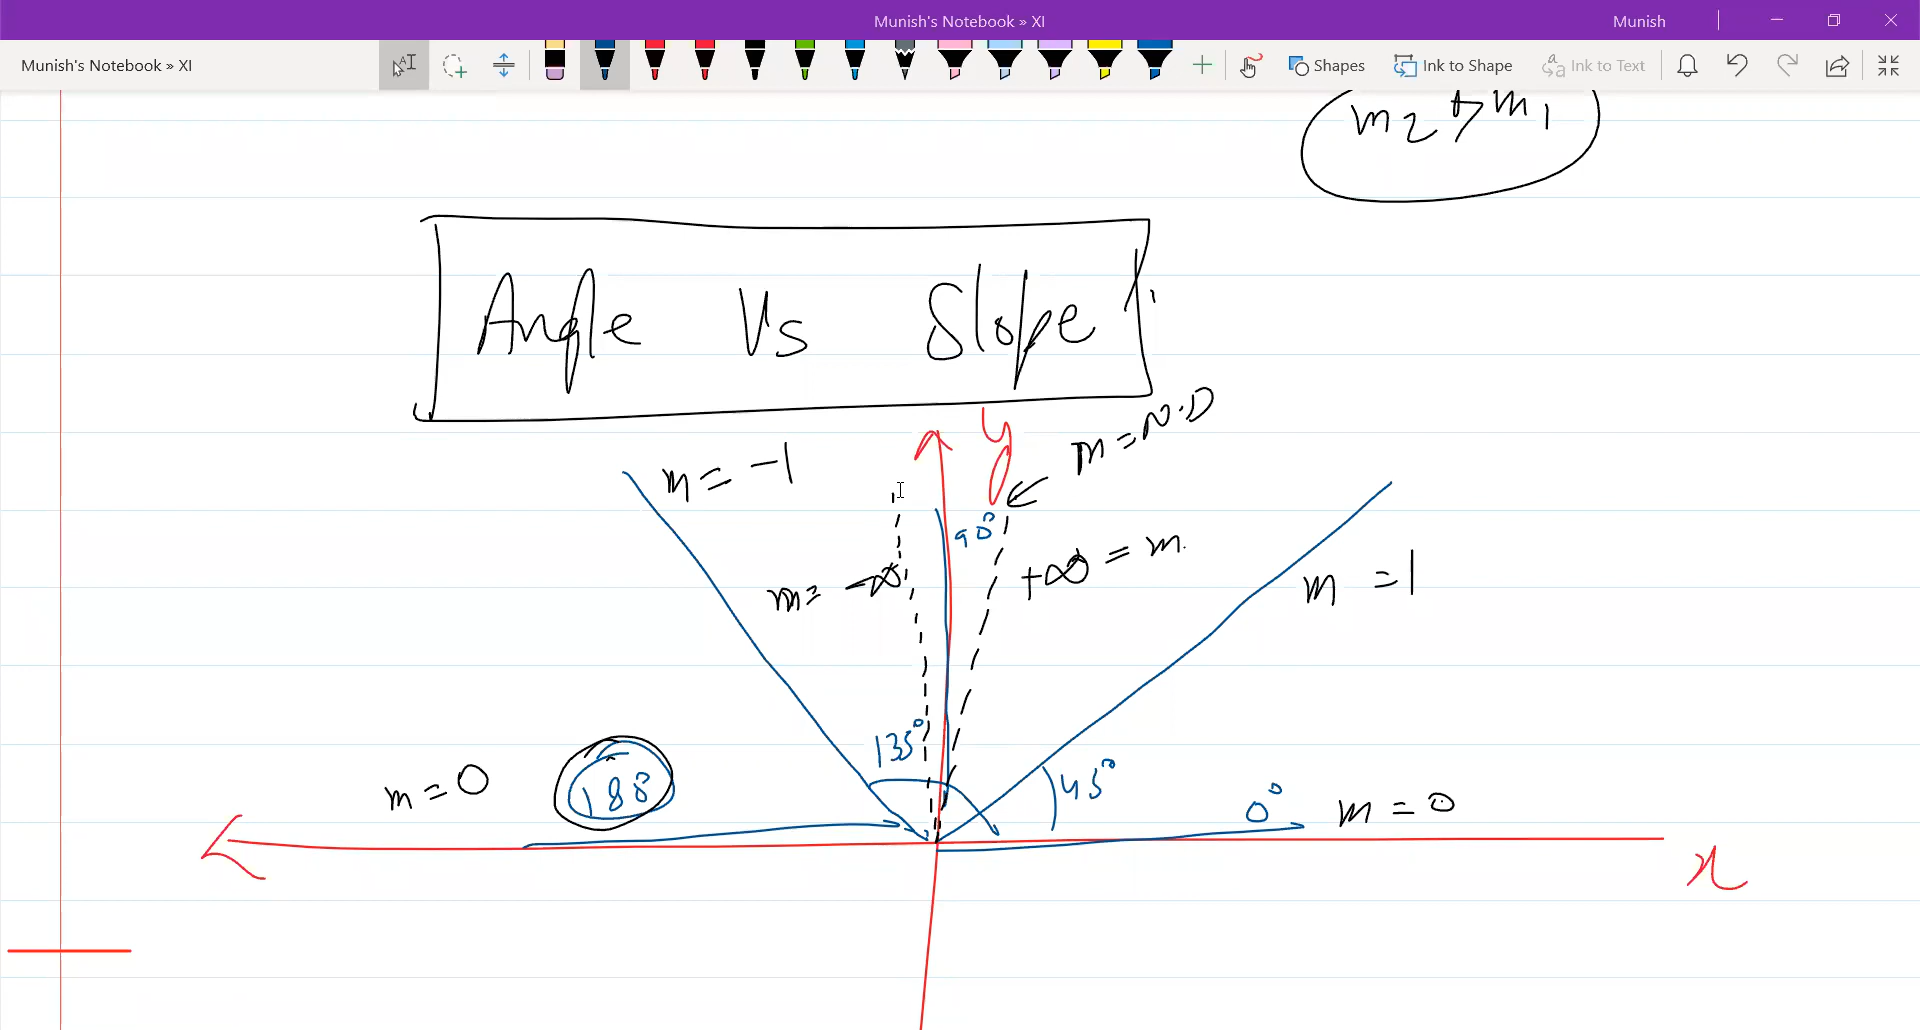 Munish's Notebook » XI
Munish
Munish's Notebook » XI
Shapes
Ink to Shape
Ink to Text
m2 > m1
Angle Vs Slope
y
m = N.D
m = -1
90°
m = -∞
+∞ = m
m = 1
135°
45°
m = 0
188
0°
m = 0
x